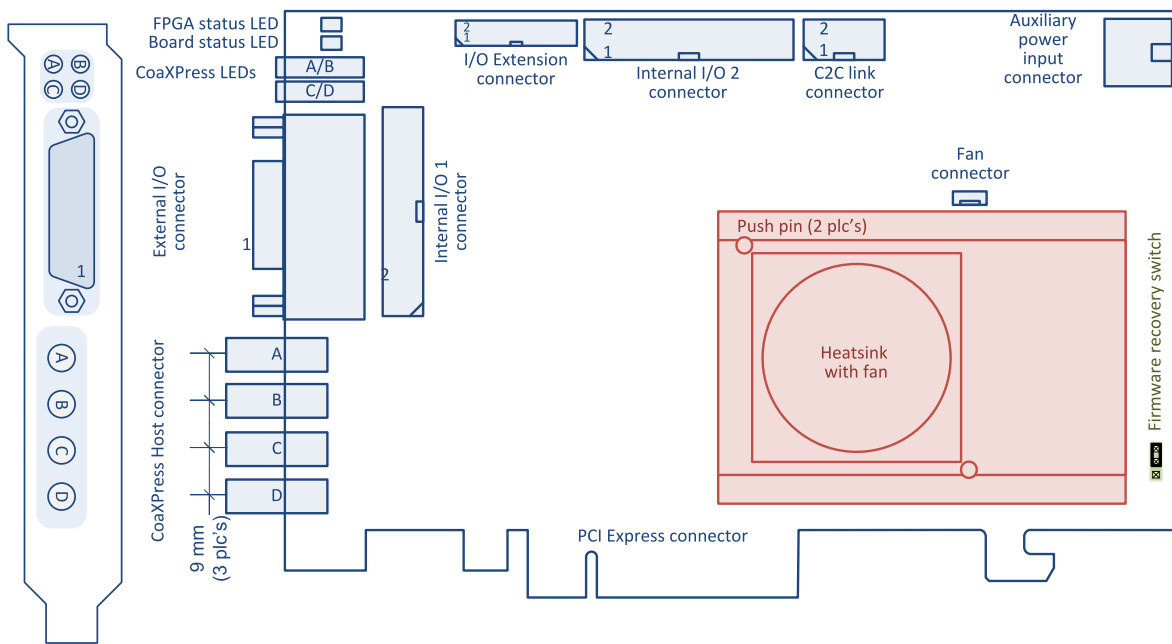 FPGA status LED
Board status LED
CoaXPress LEDs
A/B
C/D
2
1
I/O Extension
connector
2
1
Internal I/O 2
connector
2
1
C2C link
connector
Auxiliary
power
input
connector
A
B
C
D
1
External I/O
connector
1
Internal I/O 1
connector
2
Fan
connector
Push pin (2 plc's)
Heatsink
with fan
Firmware recovery switch
A
B
C
D
CoaXPress Host connector
A
B
C
D
9 mm
(3 plc's)
PCI Express connector